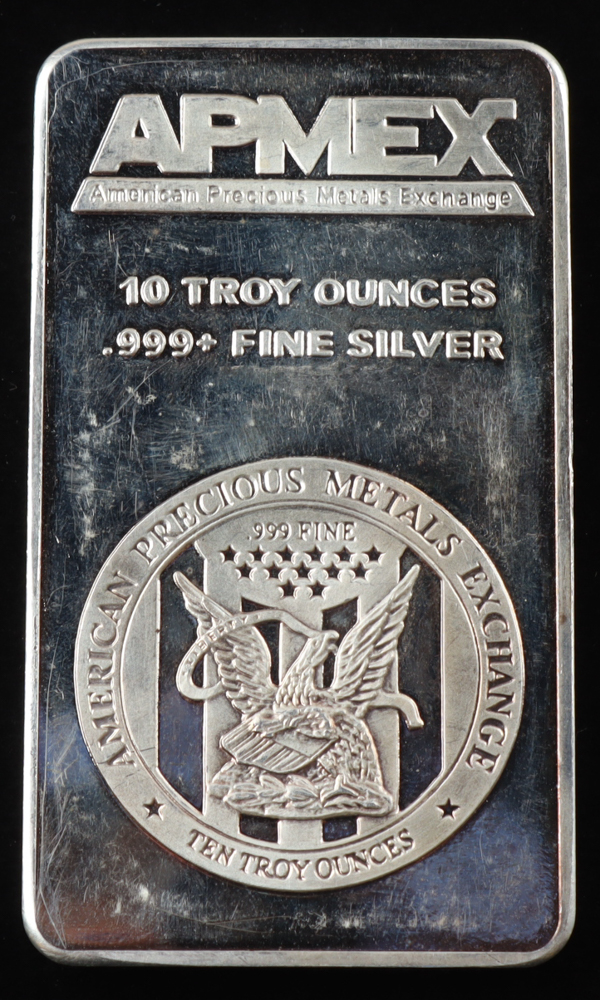 APMEX
American Precious Metals Exchange
10 TROY OUNCES
.999+ FINE SILVER
AMERICAN PRECIOUS METALS EXCHANGE
.999 FINE
LIBERTY
TEN TROY OUNCES